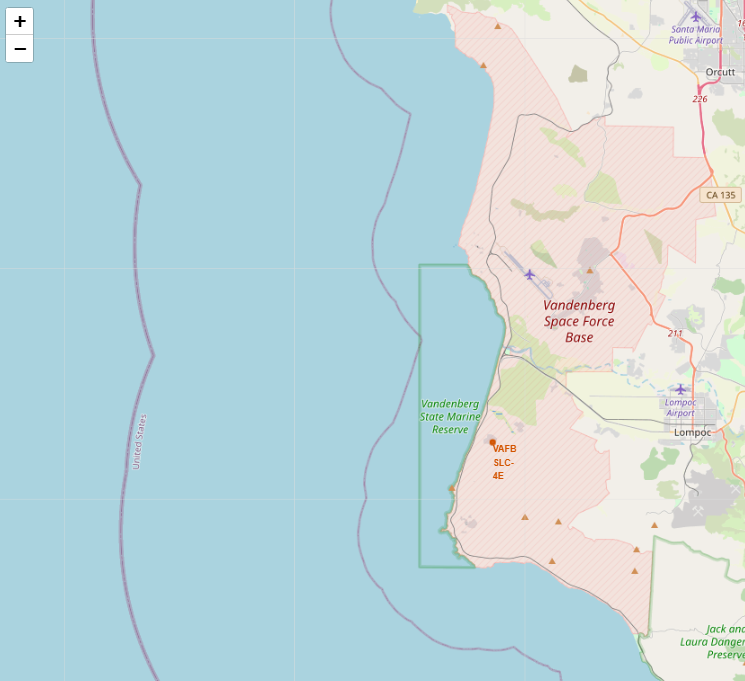 +
−
Santa Maria
Public Airport
Orcutt
226
CA 135
Vandenberg
Space Force
Base
211
Lompoc
Airport
Lompoc
Vandenberg
State Marine
Reserve
VAFB
SLC-
4E
United States
Jack and
Laura Danger
Preserve